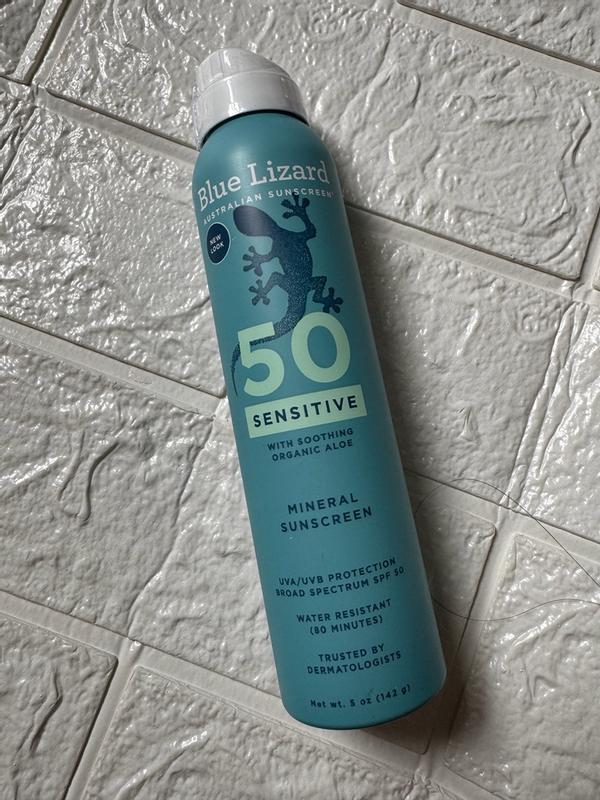 Blue Lizard
AUSTRALIAN SUNSCREEN
NEW
LOOK
50
SENSITIVE
WITH SOOTHING
ORGANIC ALOE
MINERAL
SUNSCREEN
UVA/UVB PROTECTION
BROAD SPECTRUM SPF 50
WATER RESISTANT
(80 MINUTES)
TRUSTED BY
DERMATOLOGISTS
Net wt. 5 oz (142 g)